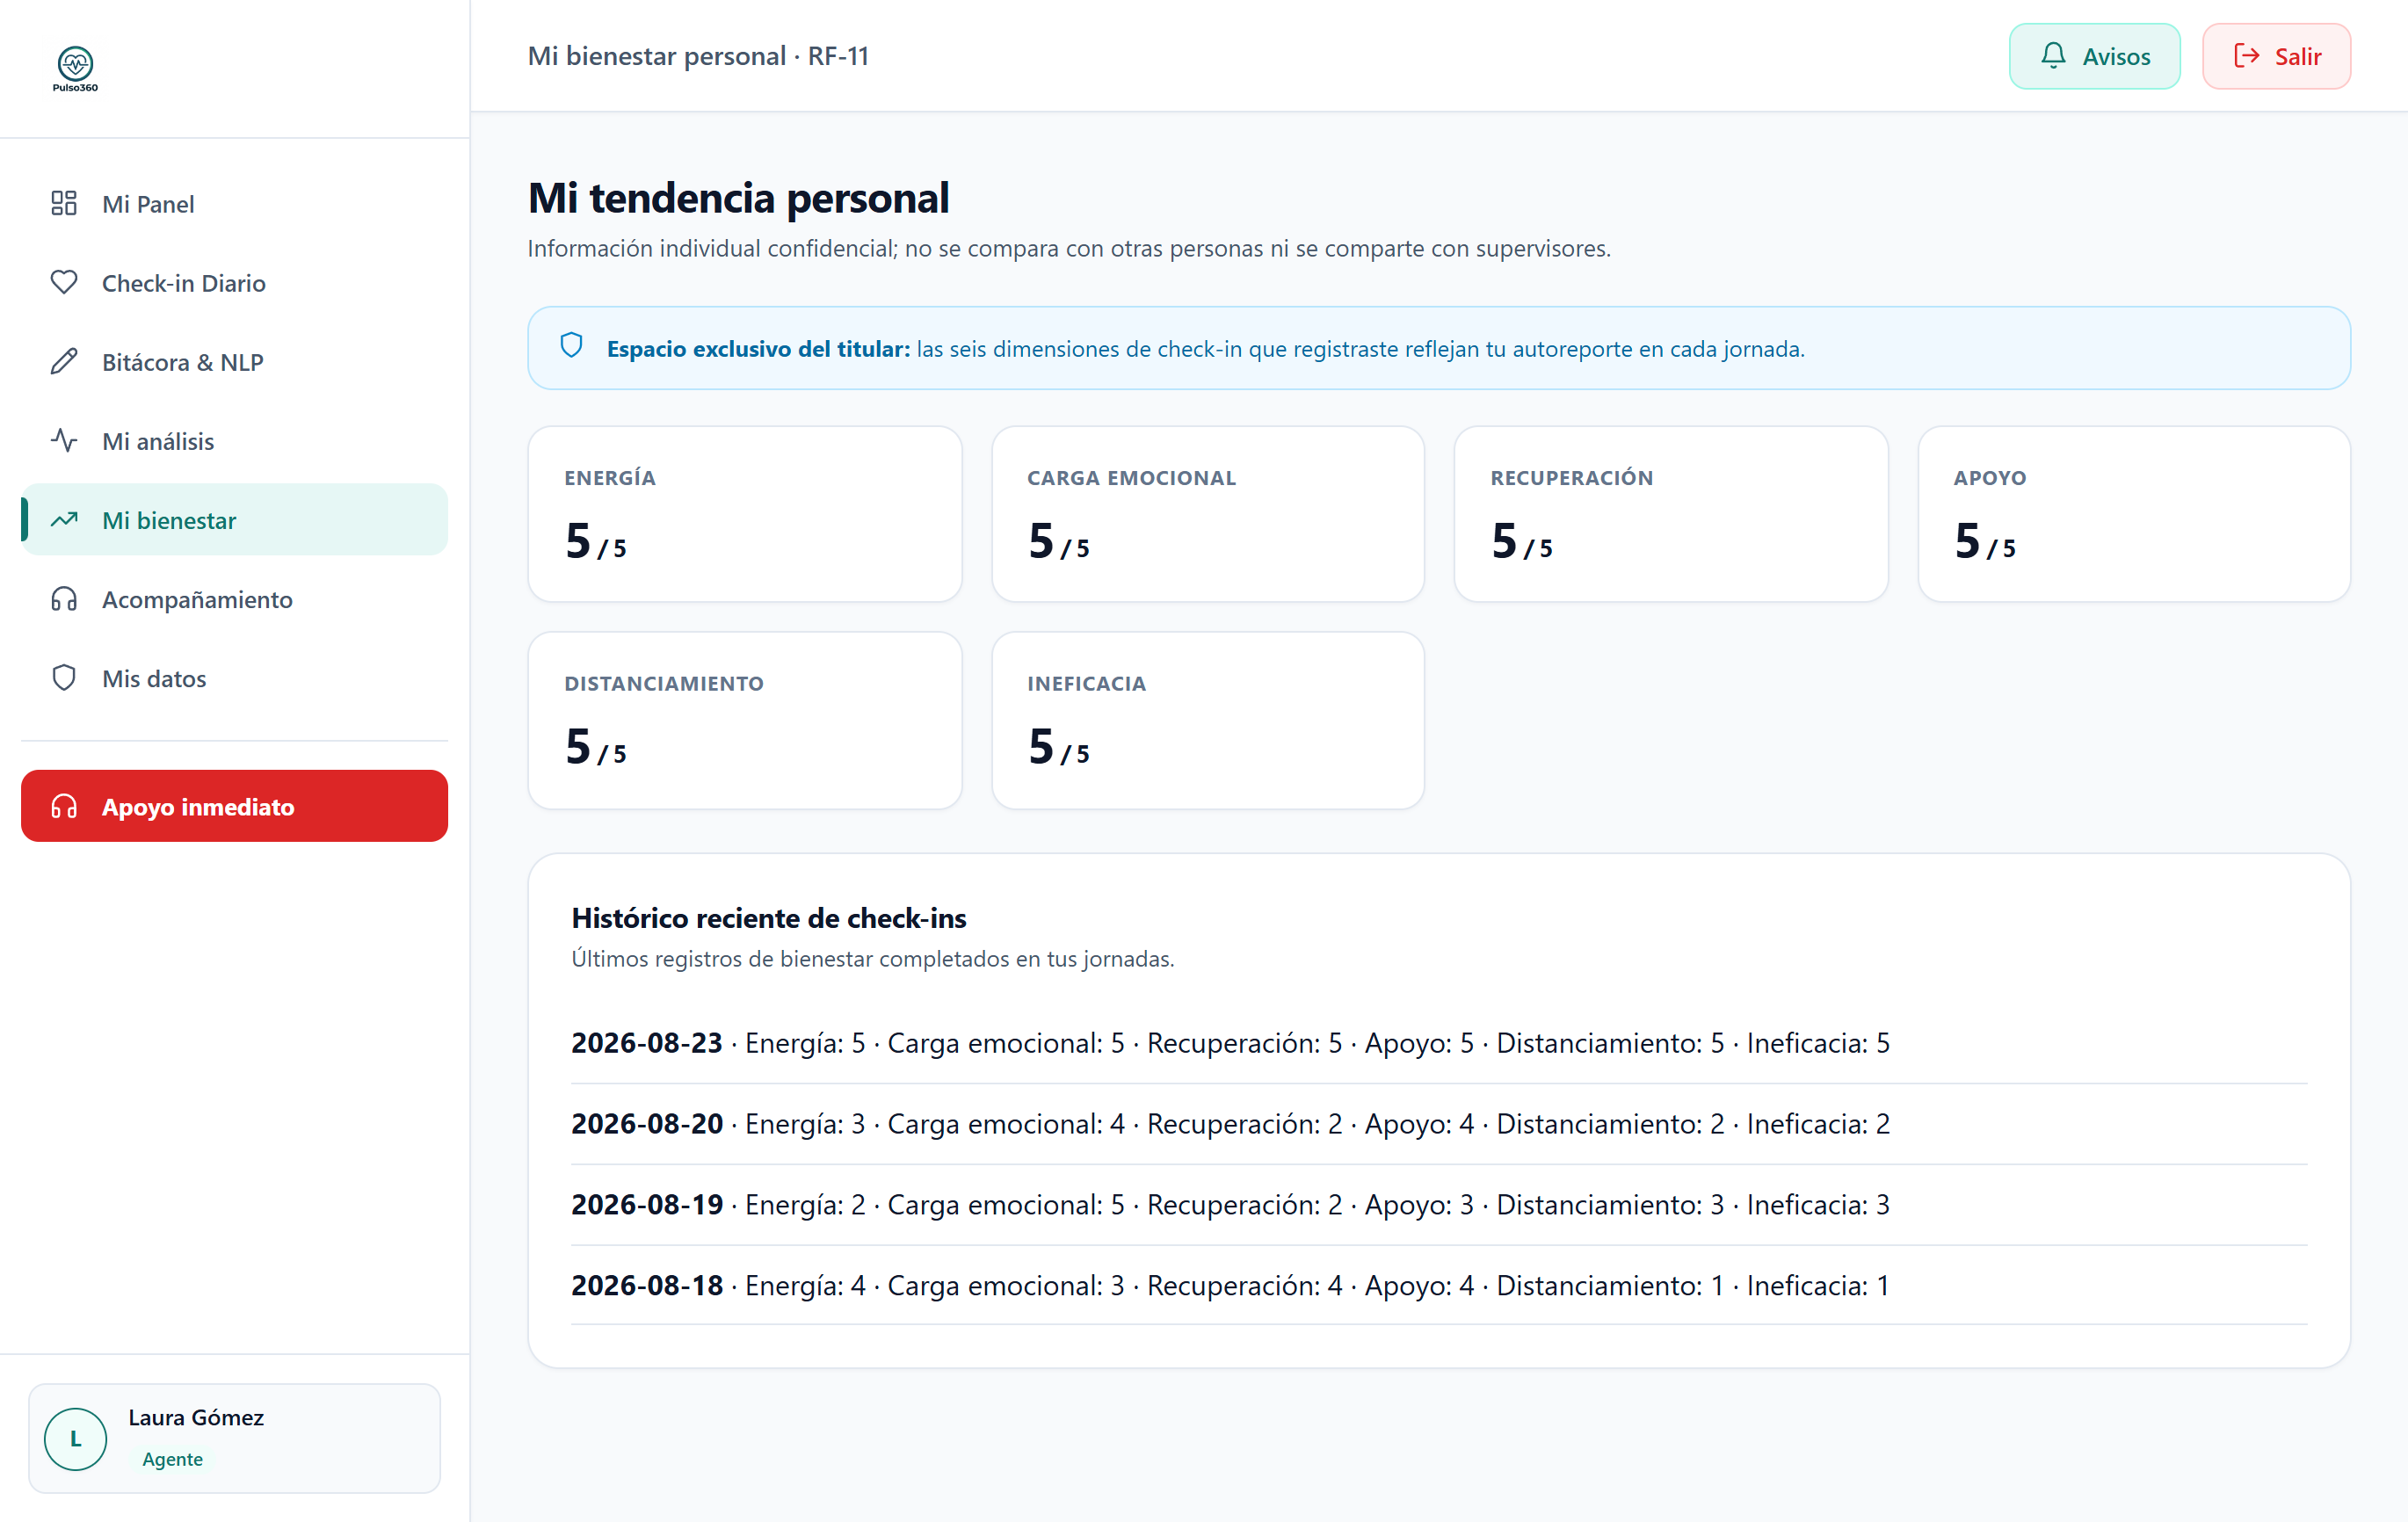 Pulso360
Mi Panel
Check-in Diario
Bitácora & NLP
Mi análisis
Mi bienestar
Acompañamiento
Mis datos
Apoyo inmediato
L
Laura Gómez
Agente
Mi bienestar personal · RF-11
Avisos
Salir
Mi tendencia personal
Información individual confidencial; no se compara con otras personas ni se comparte con supervisores.
Espacio exclusivo del titular: las seis dimensiones de check-in que registraste reflejan tu autoreporte en cada jornada.
ENERGÍA
5 / 5
CARGA EMOCIONAL
5 / 5
RECUPERACIÓN
5 / 5
APOYO
5 / 5
DISTANCIAMIENTO
5 / 5
INEFICACIA
5 / 5
Histórico reciente de check-ins
Últimos registros de bienestar completados en tus jornadas.
2026-08-23 · Energía: 5 · Carga emocional: 5 · Recuperación: 5 · Apoyo: 5 · Distanciamiento: 5 · Ineficacia: 5
2026-08-20 · Energía: 3 · Carga emocional: 4 · Recuperación: 2 · Apoyo: 4 · Distanciamiento: 2 · Ineficacia: 2
2026-08-19 · Energía: 2 · Carga emocional: 5 · Recuperación: 2 · Apoyo: 3 · Distanciamiento: 3 · Ineficacia: 3
2026-08-18 · Energía: 4 · Carga emocional: 3 · Recuperación: 4 · Apoyo: 4 · Distanciamiento: 1 · Ineficacia: 1